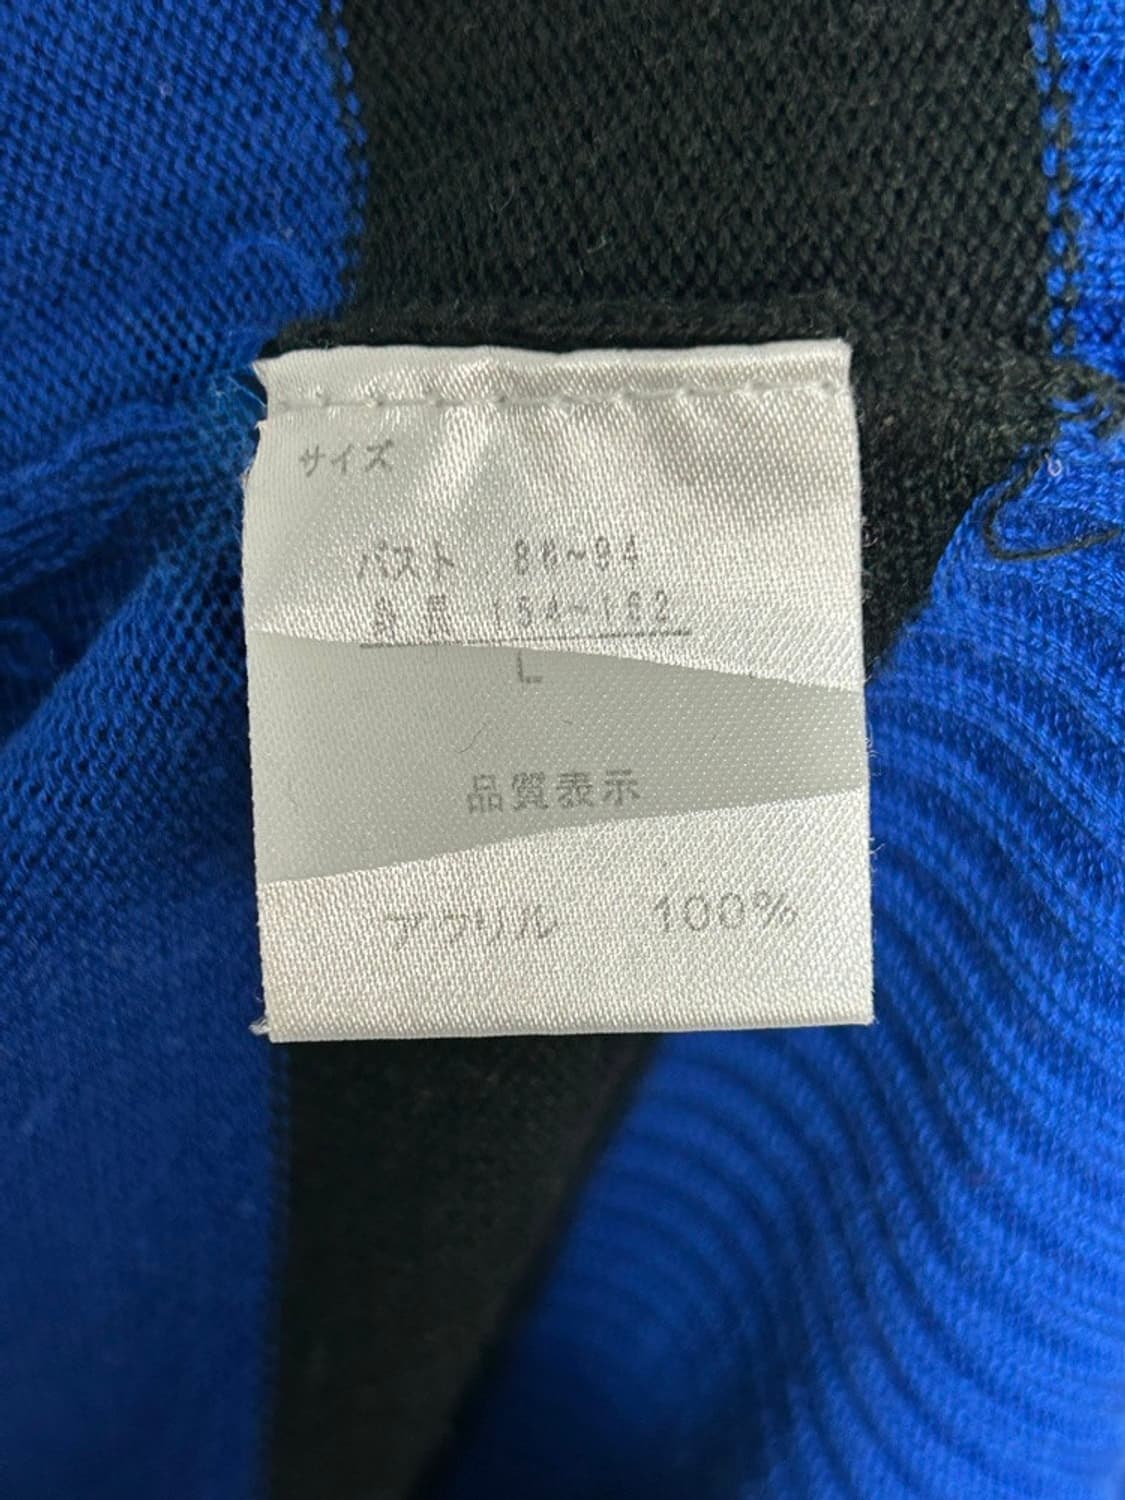 サイズ
バスト 86~94
身長 154~162
L
品質表示
アクリル 100%